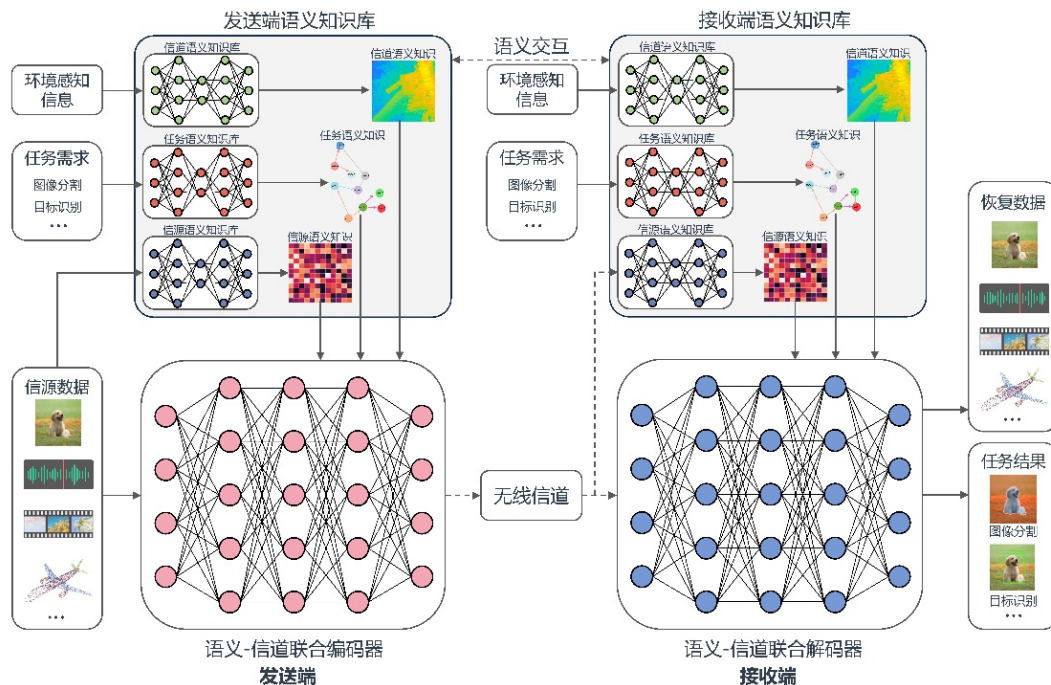 发送端语义知识库
接收端语义知识库
信道语义知识库
信道语义知识
语义交互
信道语义知识库
信道语义知识
环境感知
信息
环境感知
信息
任务语义知识库
任务语义知识
任务语义知识库
任务语义知识
任务需求
图像分割
目标识别
...
任务需求
图像分割
目标识别
...
恢复数据
...
信源语义知识库
信源语义知识
信源语义知识库
信源语义知识
信源数据
...
无线信道
任务结果
图像分割
目标识别
...
语义-信道联合编码器
发送端
语义-信道联合解码器
接收端